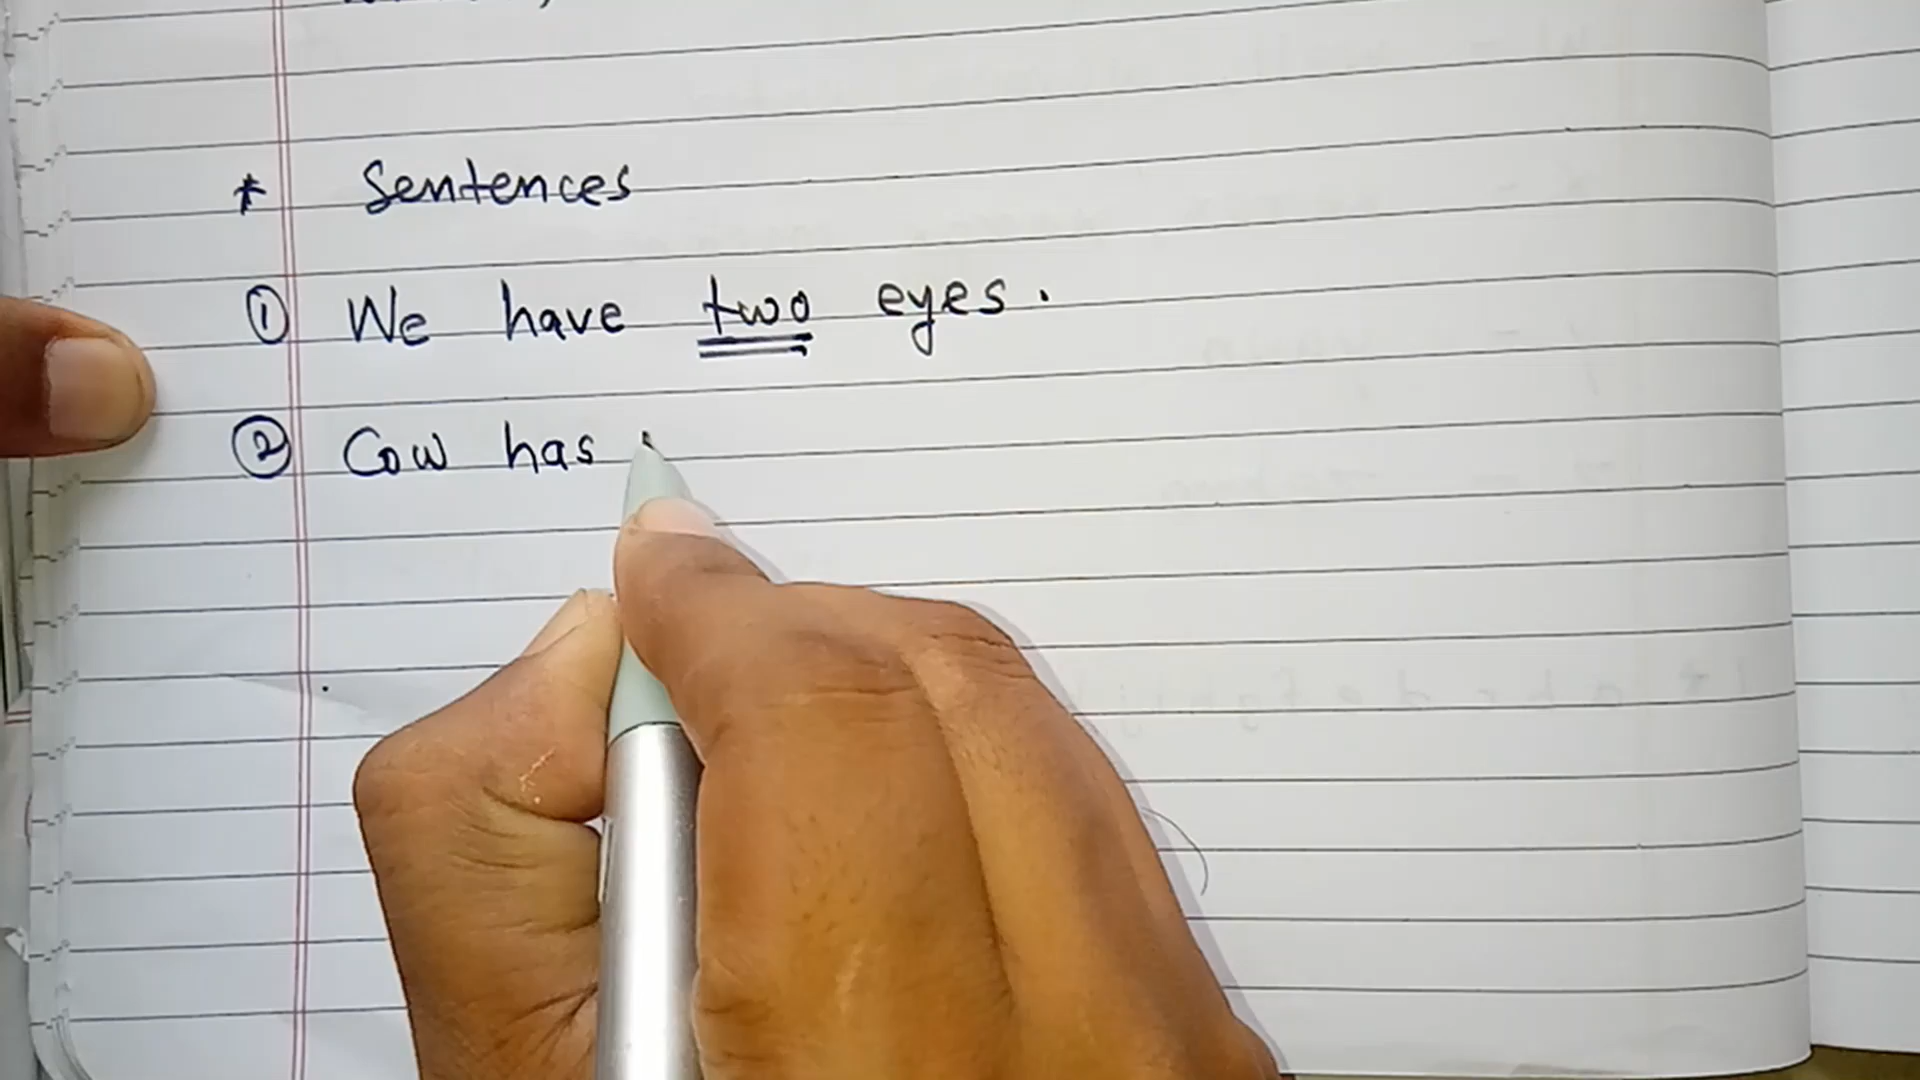 * Sentences
① We have two eyes.
② Cow has